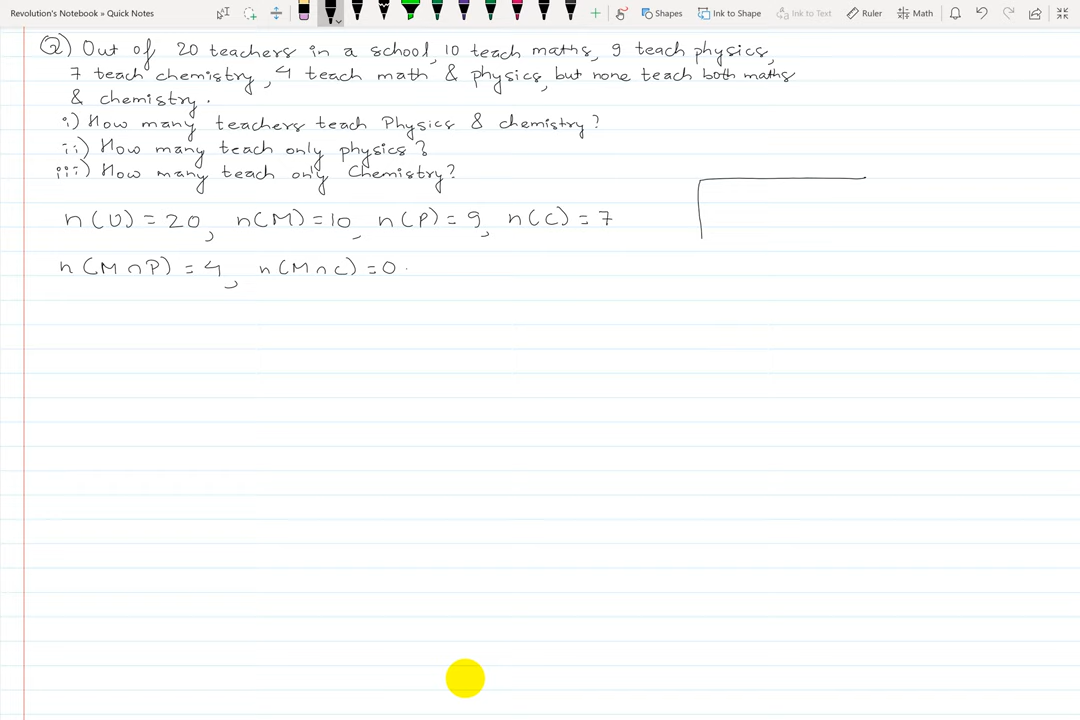 Revolution's Notebook » Quick Notes
Shapes
Ink to Shape
Ink to Text
Ruler
Math
Q) Out of 20 teachers in a school, 10 teach maths, 9 teach physics,
7 teach chemistry, 4 teach math & physics, but none teach both maths
& chemistry.
i) How many teachers teach Physics & chemistry?
ii) How many teach only physics?
iii) How many teach only Chemistry?
n(U) = 20, n(M) = 10, n(P) = 9, n(C) = 7
n(M∩P) = 4, n(M∩C) = 0.